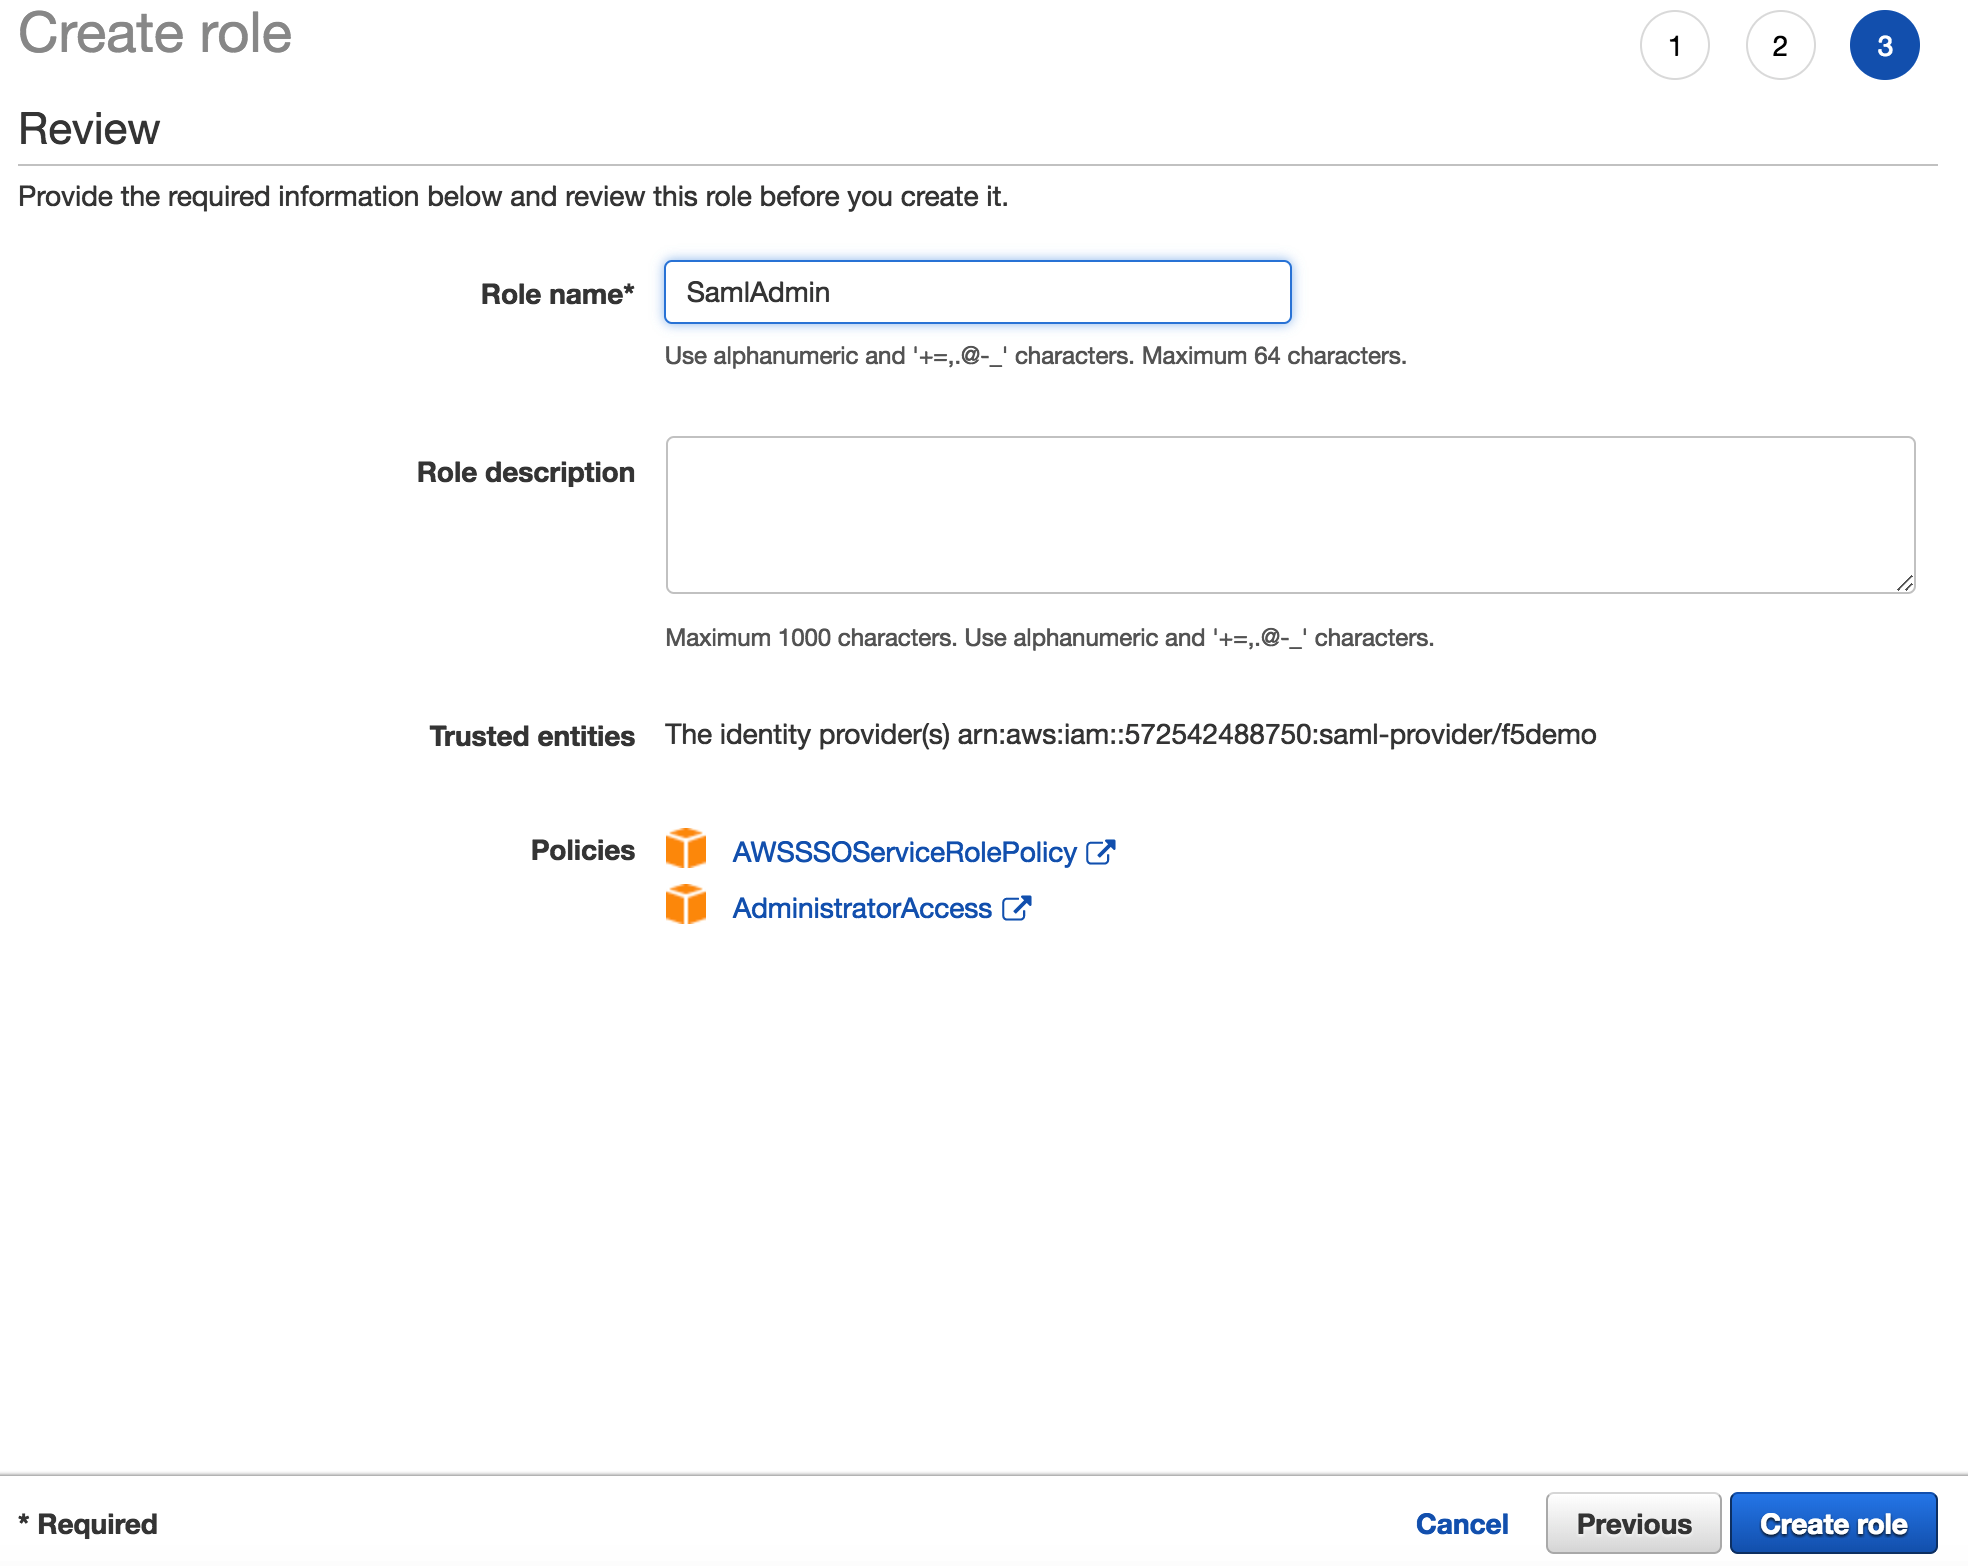 Create role
1 2 3
Review
Provide the required information below and review this role before you create it.
Role name* SamlAdmin
Use alphanumeric and '+=,.@-_' characters. Maximum 64 characters.
Role description
Maximum 1000 characters. Use alphanumeric and '+=,.@-_' characters.
Trusted entities The identity provider(s) arn:aws:iam::572542488750:saml-provider/f5demo
Policies AWSSSOServiceRolePolicy
AdministratorAccess
* Required Cancel Previous Create role